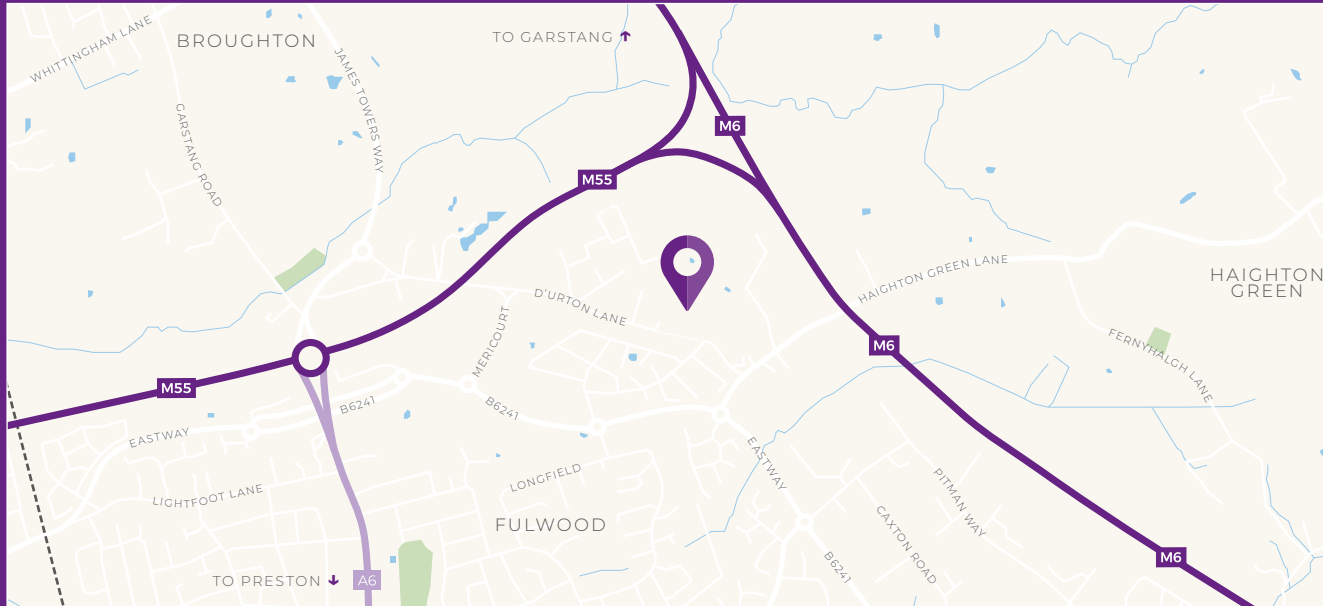 WHITTINGHAM LANE
BROUGHTON
TO GARSTANG
JAMES TOWERS WAY
GARSTANG ROAD
M6
M55
HAIGHTON GREEN LANE
HAIGHTON
GREEN
D'URTON LANE
MERICOURT
M6
FERNYHALGH LANE
M55
B6241
B6241
EASTWAY
EASTWAY
LONGFIELD
LIGHTFOOT LANE
PITMAN WAY
FULWOOD
CAXTON ROAD
M6
B6241
TO PRESTON
A6